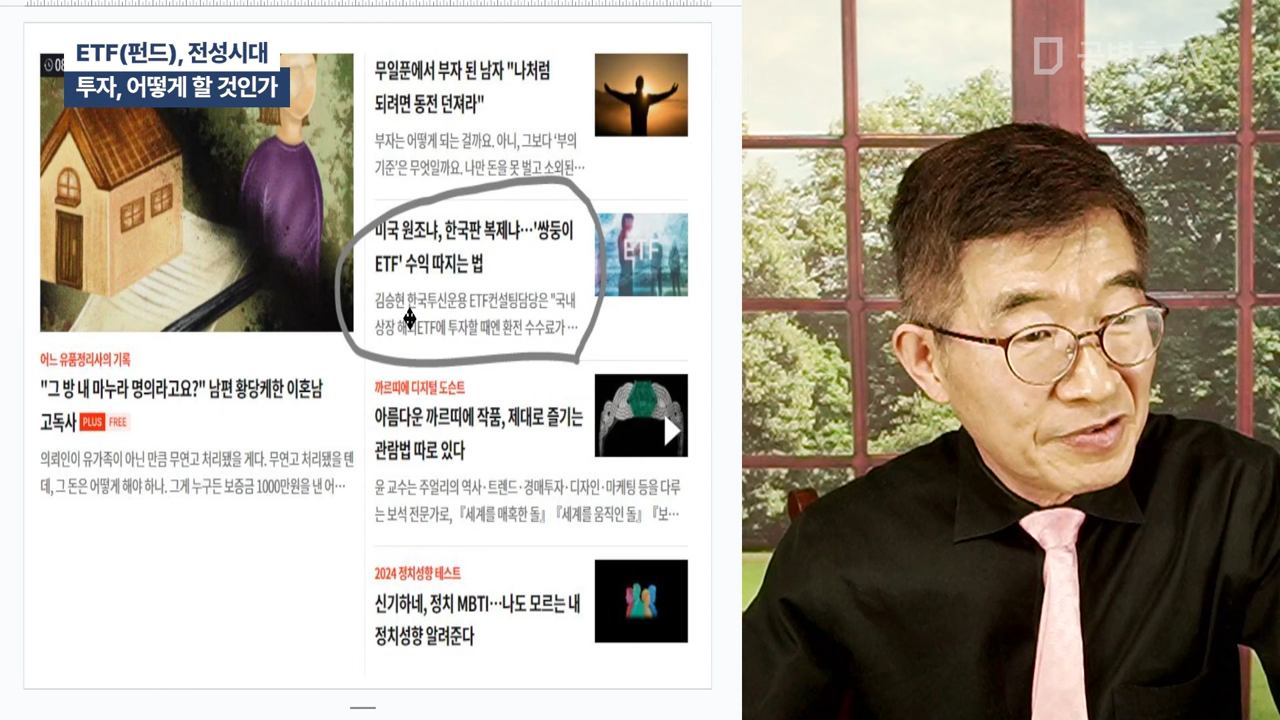 ETF(펀드), 전성시대
투자, 어떻게 할 것인가
08
어느 유품정리사의 기록
"그 방 내 마누라 명의라고요?" 남편 황당케한 이혼남
고독사 PLUS FREE
의뢰인이 유가족이 아닌 만큼 무연고 처리됐을 게다. 무연고 처리됐을 텐
데, 그 돈은 어떻게 해야 하나. 그게 누구든 보증금 1000만원을 낸 어…
무일푼에서 부자 된 남자 "나처럼
되려면 동전 던져라"
부자는 어떻게 되는 걸까요. 아니, 그보다 '부의
기준'은 무엇일까요. 나만 돈을 못 벌고 소외된…
미국 원조냐, 한국판 복제냐…'쌍둥이
ETF' 수익 따지는 법
김승현 한국투신운용 ETF컨설팅담당은 "국내
상장 ETF에 투자할 때엔 환전 수수료가 …
ETF
까르띠에 디지털 도슨트
아름다운 까르띠에 작품, 제대로 즐기는
관람법 따로 있다
윤 교수는 주얼리의 역사·트렌드·경매투자·디자인·마케팅 등을 다루
는 보석 전문가로, 『세계를 매혹한 돌』 『세계를 움직인 돌』 『보…
2024 정치성향 테스트
신기하네, 정치 MBTI…나도 모르는 내
정치성향 알려준다